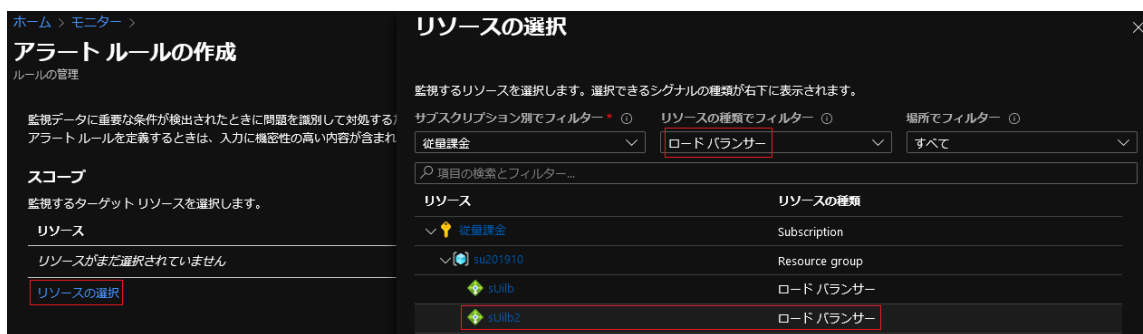 ホーム > モニター >
アラート ルールの作成
ルールの管理
監視データに重要な条件が検出されたときに問題を識別して対処する
アラート ルールを定義するときは、入力に機密性の高い内容が含まれ
スコープ
監視するターゲット リソースを選択します。
リソース
リソースがまだ選択されていません
リソースの選択
リソースの選択
監視するリソースを選択します。選択できるシグナルの種類が右下に表示されます。
サブスクリプション別でフィルター * リソースの種類でフィルター 場所でフィルター
従量課金 ロード バランサー すべて
項目の検索とフィルター...
リソース リソースの種類
従量課金 Subscription
su201910 Resource group
sUilb ロード バランサー
sUilb2 ロード バランサー